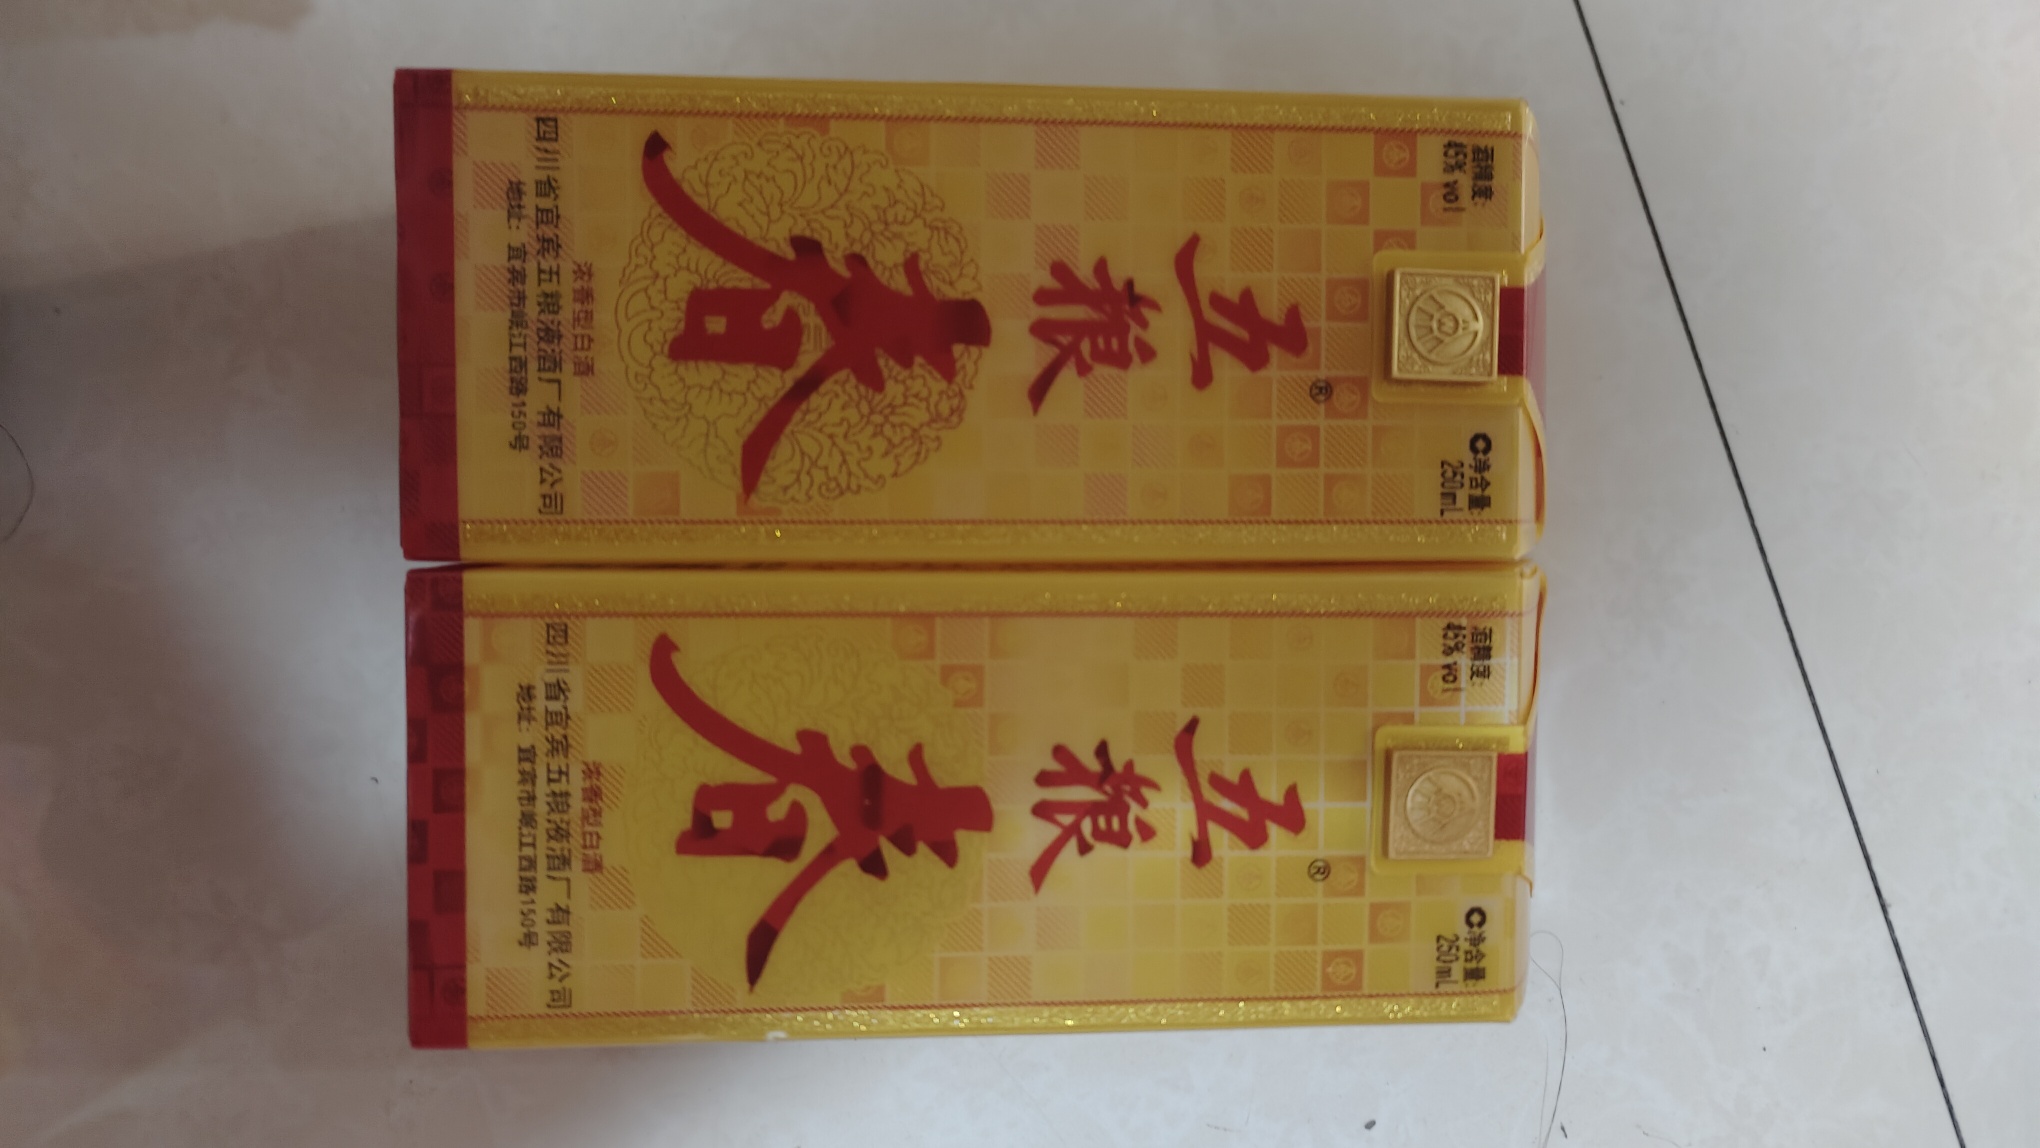 酒精度:
45% vol
净含量:
250mL
五粮
®
春
浓香型白酒
四川省宜宾五粮液酒厂有限公司
地址: 宜宾市岷江西路150号
酒精度:
45% vol
净含量:
250mL
五粮
®
春
浓香型白酒
四川省宜宾五粮液酒厂有限公司
地址: 宜宾市岷江西路150号